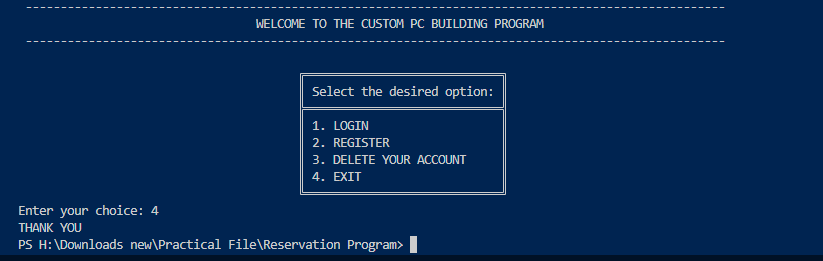 WELCOME TO THE CUSTOM PC BUILDING PROGRAM
Select the desired option:
1. LOGIN
2. REGISTER
3. DELETE YOUR ACCOUNT
4. EXIT
Enter your choice: 4
THANK YOU
PS H:\Downloads new\Practical File\Reservation Program>